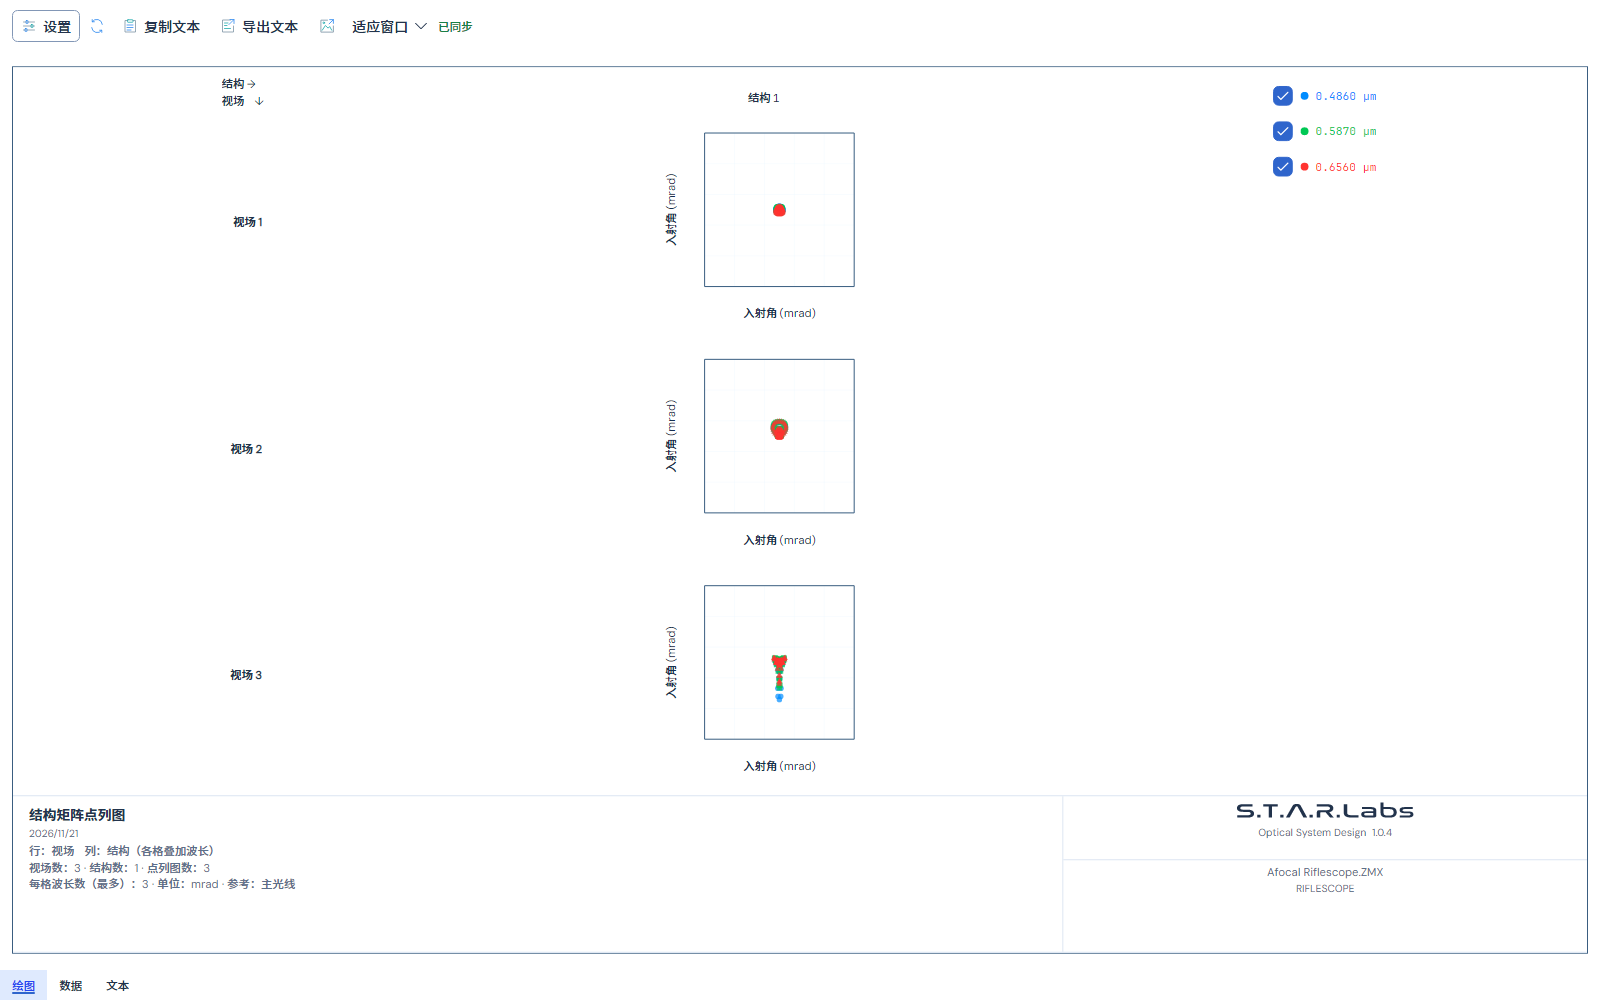 设置 复制文本 导出文本 适应窗口 已同步
结构→
视场 ↓
结构 1
0.4860 µm
0.5870 µm
0.6560 µm
视场 1
入射角 (mrad)
入射角 (mrad)
视场 2
入射角 (mrad)
入射角 (mrad)
视场 3
入射角 (mrad)
入射角 (mrad)
结构矩阵点列图
2026/11/21
行：视场 列：结构（各格叠加波长）
视场数：3 · 结构数：1 · 点列图数：3
每格波长数（最多）：3 · 单位：mrad · 参考：主光线
S.T.A.R.Labs
Optical System Design 1.0.4
Afocal Riflescope.ZMX
RIFLESCOPE
绘图 数据 文本